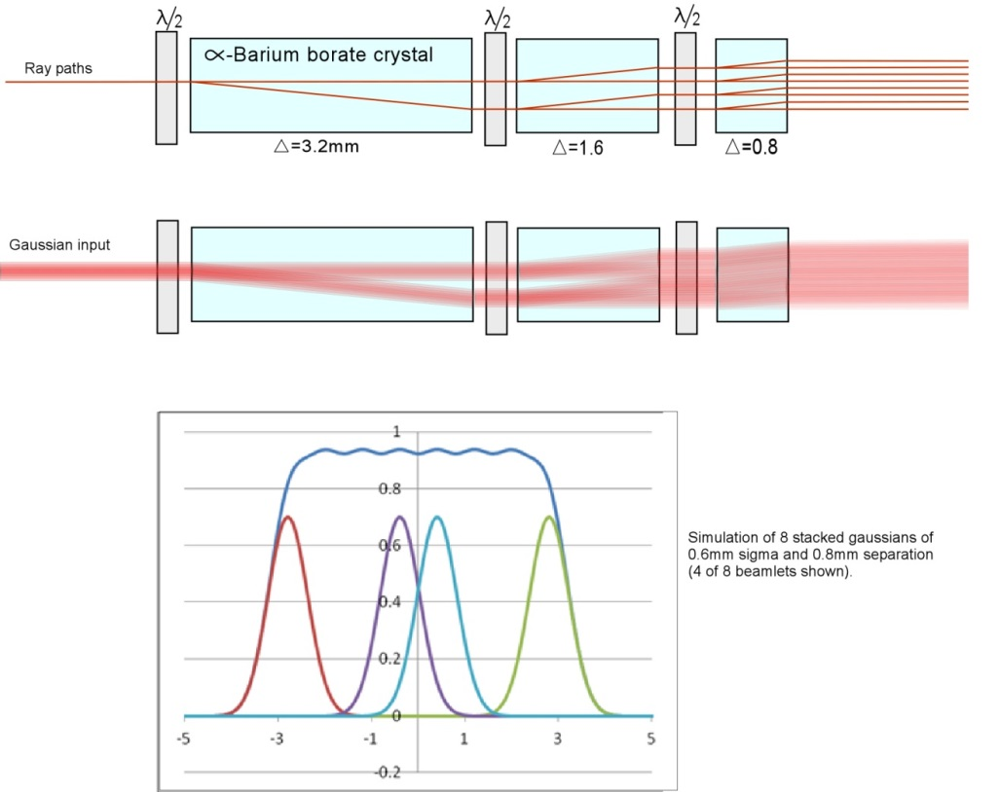 λ/2
λ/2
λ/2
∝-Barium borate crystal
Ray paths
△=3.2mm
△=1.6
△=0.8
Gaussian input
1
0.8
0.6
0.4
0.2
0
-0.2
-5
-3
-1
1
3
5
Simulation of 8 stacked gaussians of
0.6mm sigma and 0.8mm separation
(4 of 8 beamlets shown).